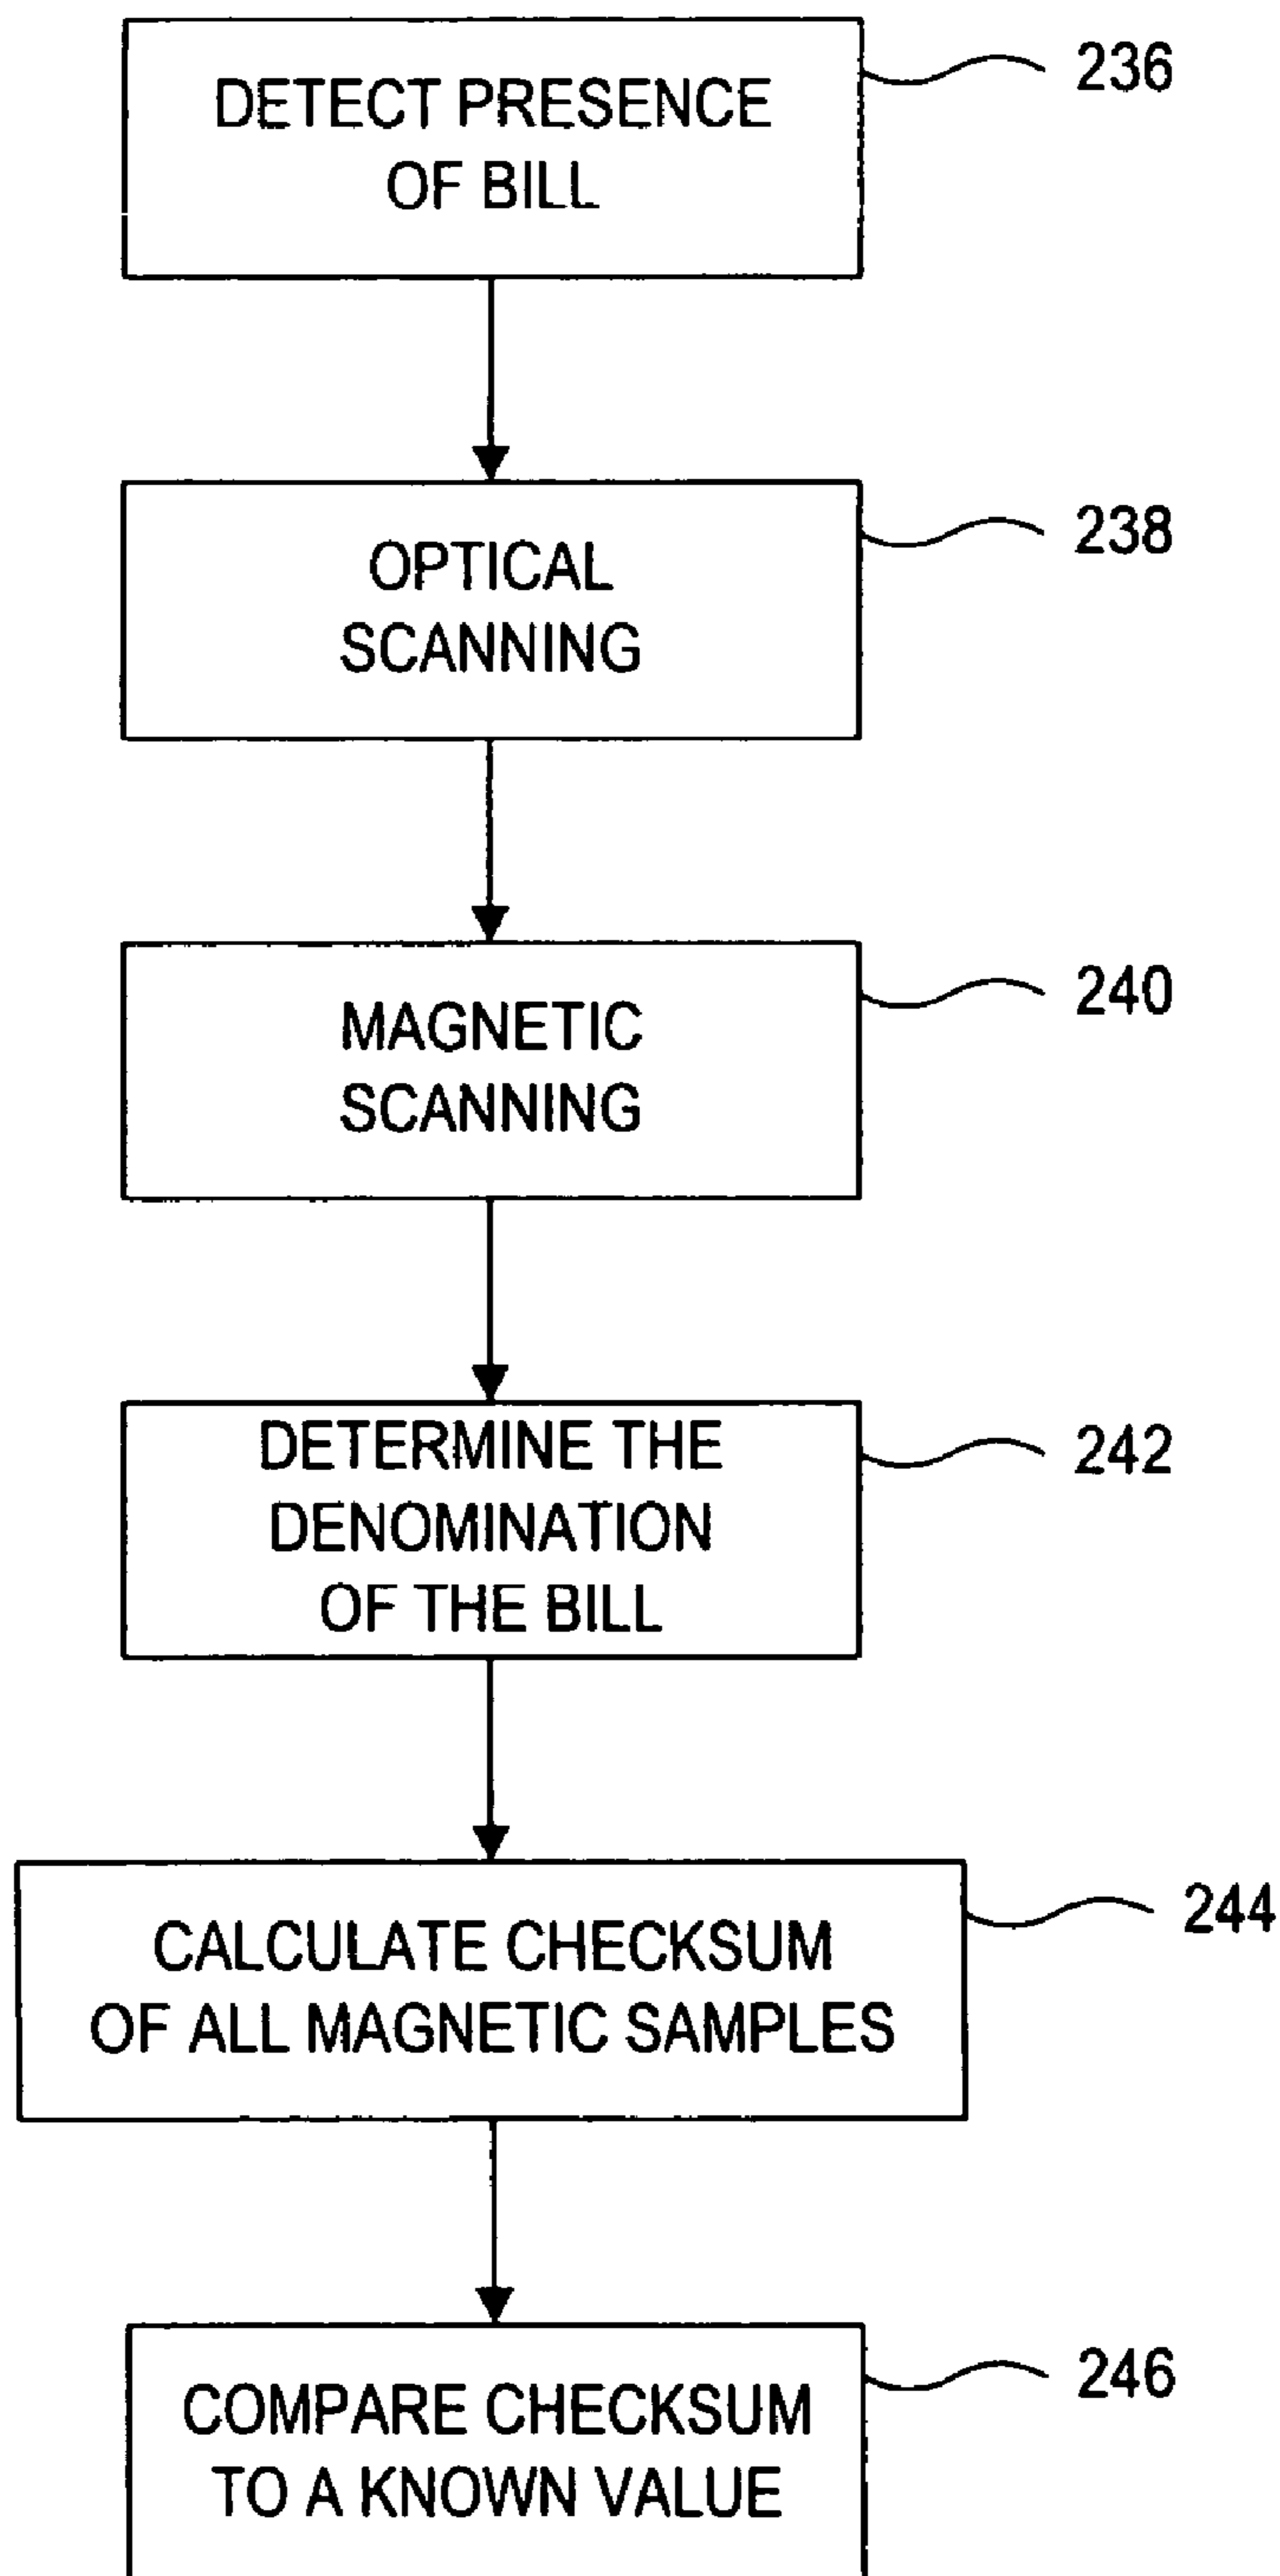 DETECT PRESENCE
OF BILL
236
OPTICAL
SCANNING
238
MAGNETIC
SCANNING
240
DETERMINE THE
DENOMINATION
OF THE BILL
242
CALCULATE CHECKSUM
OF ALL MAGNETIC SAMPLES
244
COMPARE CHECKSUM
TO A KNOWN VALUE
246